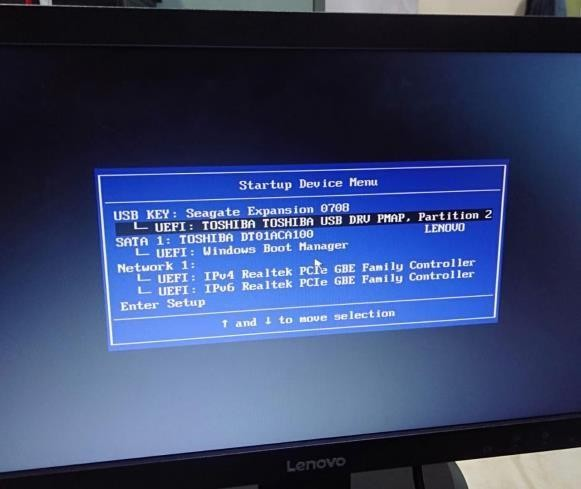 Startup Device Menu
USB KEY: Seagate Expansion 0708
UEFI: TOSHIBA TOSHIBA USB DRV PMAP, Partition 2
SATA 1: TOSHIBA DT01ACA100
LENOVO
UEFI: Windows Boot Manager
Network 1:
UEFI: IPv4 Realtek PCIe GBE Family Controller
UEFI: IPv6 Realtek PCIe GBE Family Controller
Enter Setup
↑ and ↓ to move selection
Lenovo